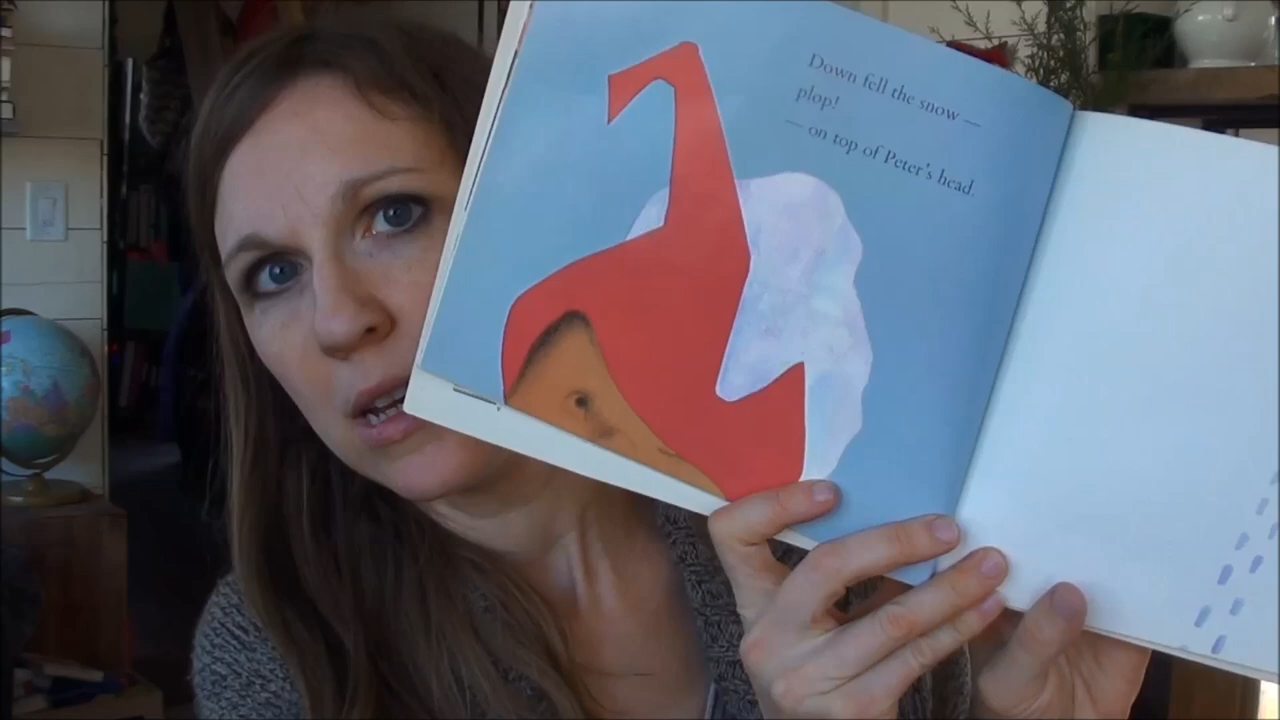 Down fell the snow —
plop!
— on top of Peter's head.